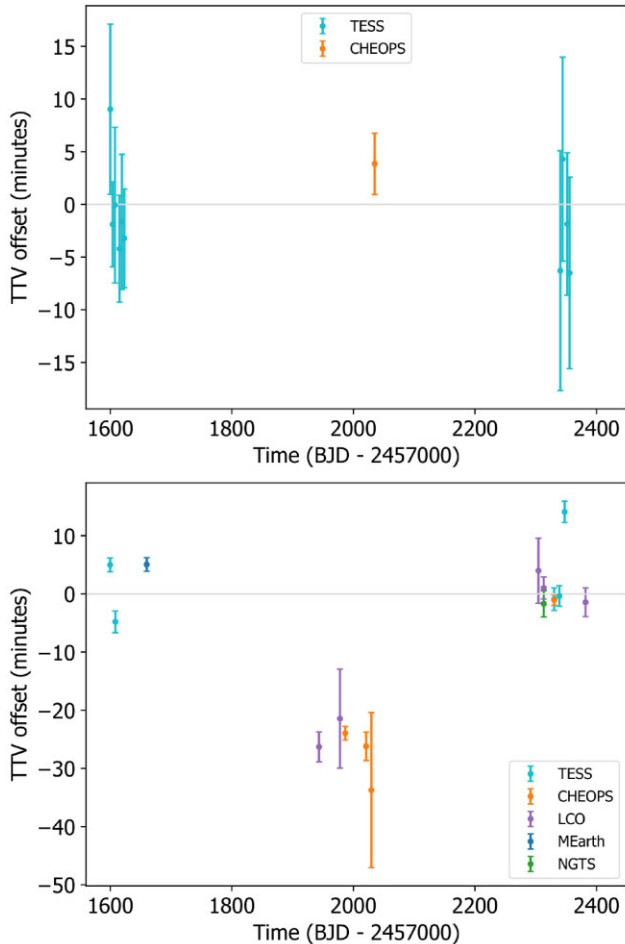 TESS
CHEOPS
15
10
5
0
−5
−10
−15
TTV offset (minutes)
1600 1800 2000 2200 2400
Time (BJD - 2457000)
10
0
−10
−20
−30
−40
−50
TTV offset (minutes)
TESS
CHEOPS
LCO
MEarth
NGTS
1600 1800 2000 2200 2400
Time (BJD - 2457000)